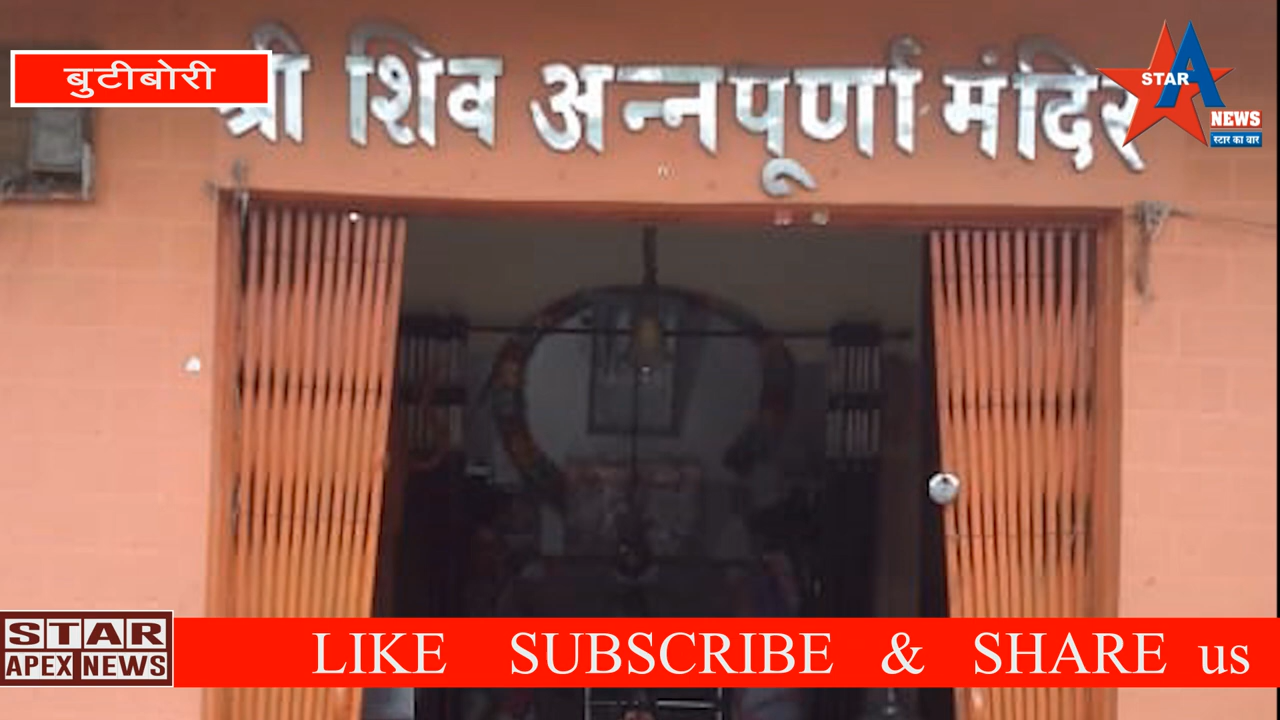 बुटीबोरी
श्री शिव अन्नपूर्णा मंदिर
STAR
A
NEWS
स्टार का वार
STAR
APEX NEWS
LIKE SUBSCRIBE & SHARE us